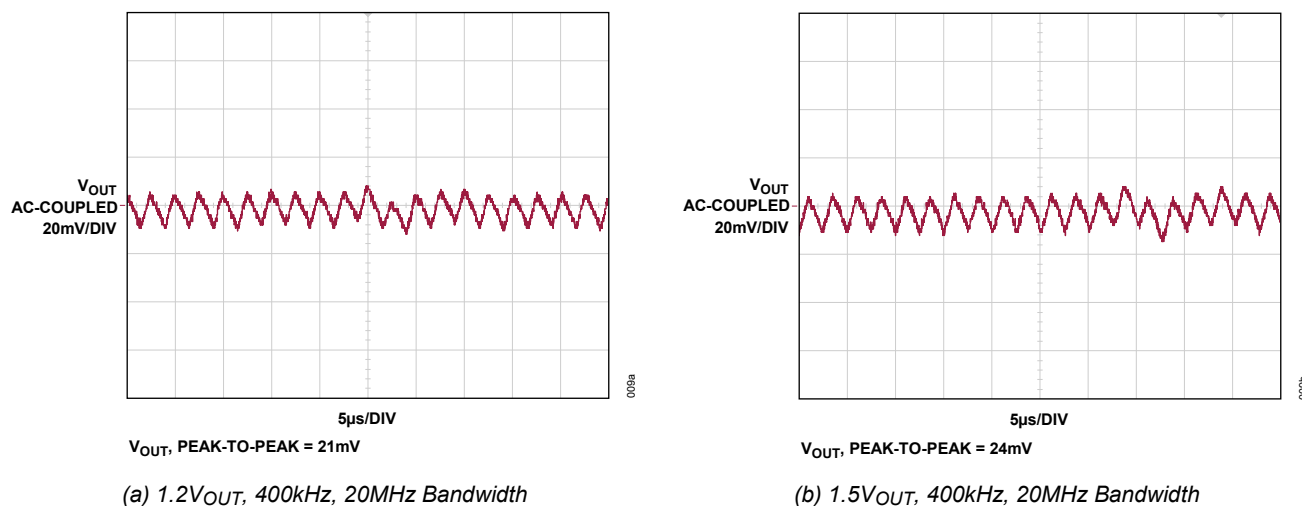 VOUT
AC-COUPLED
20mV/DIV
009a
5µs/DIV
VOUT, PEAK-TO-PEAK = 21mV
(a) 1.2VOUT, 400kHz, 20MHz Bandwidth
VOUT
AC-COUPLED
20mV/DIV
5µs/DIV
VOUT, PEAK-TO-PEAK = 24mV
(b) 1.5VOUT, 400kHz, 20MHz Bandwidth